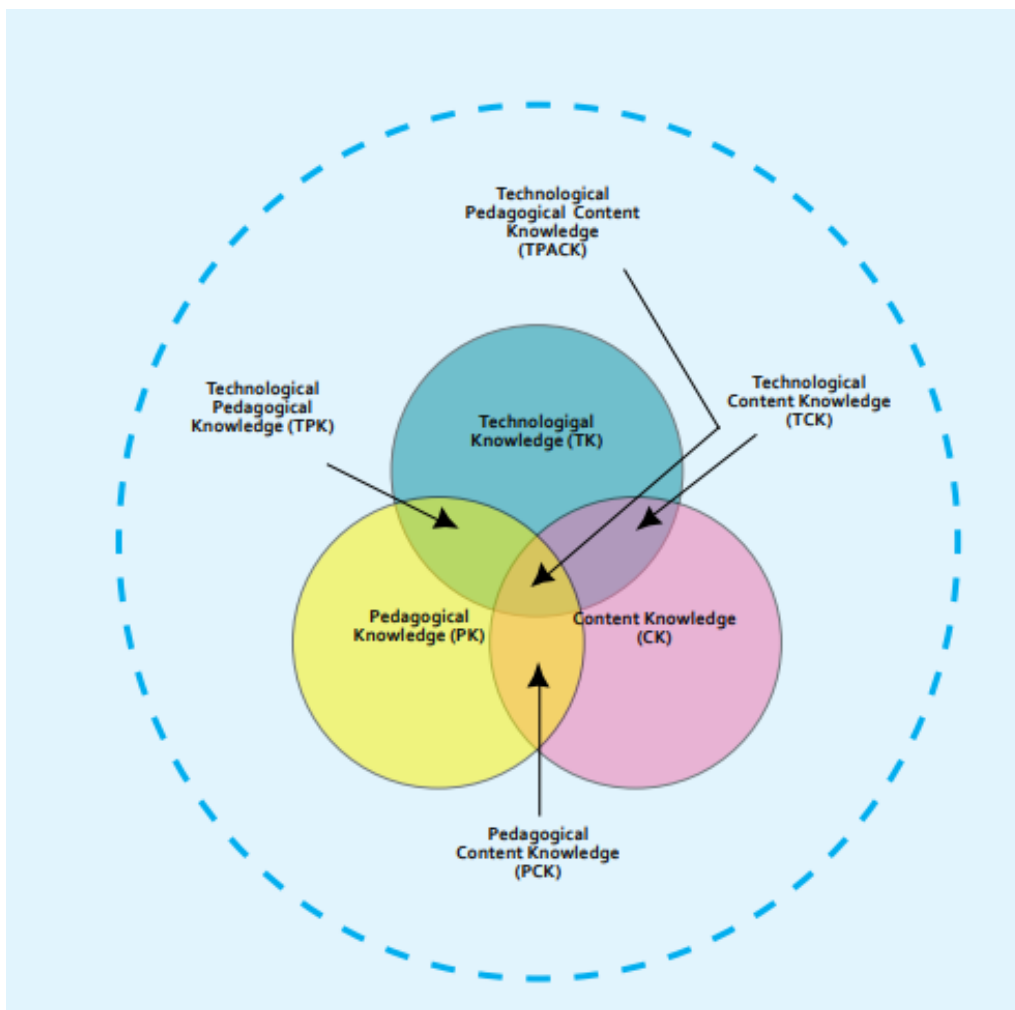 Technological
Pedagogical Content
Knowledge
(TPACK)
Technological
Pedagogical
Knowledge (TPK)
Technological
Content Knowledge
(TCK)
Technologigal
Knowledge (TK)
Pedagogical
Knowledge (PK)
Content Knowledge
(CK)
Pedagogical
Content Knowledge
(PCK)